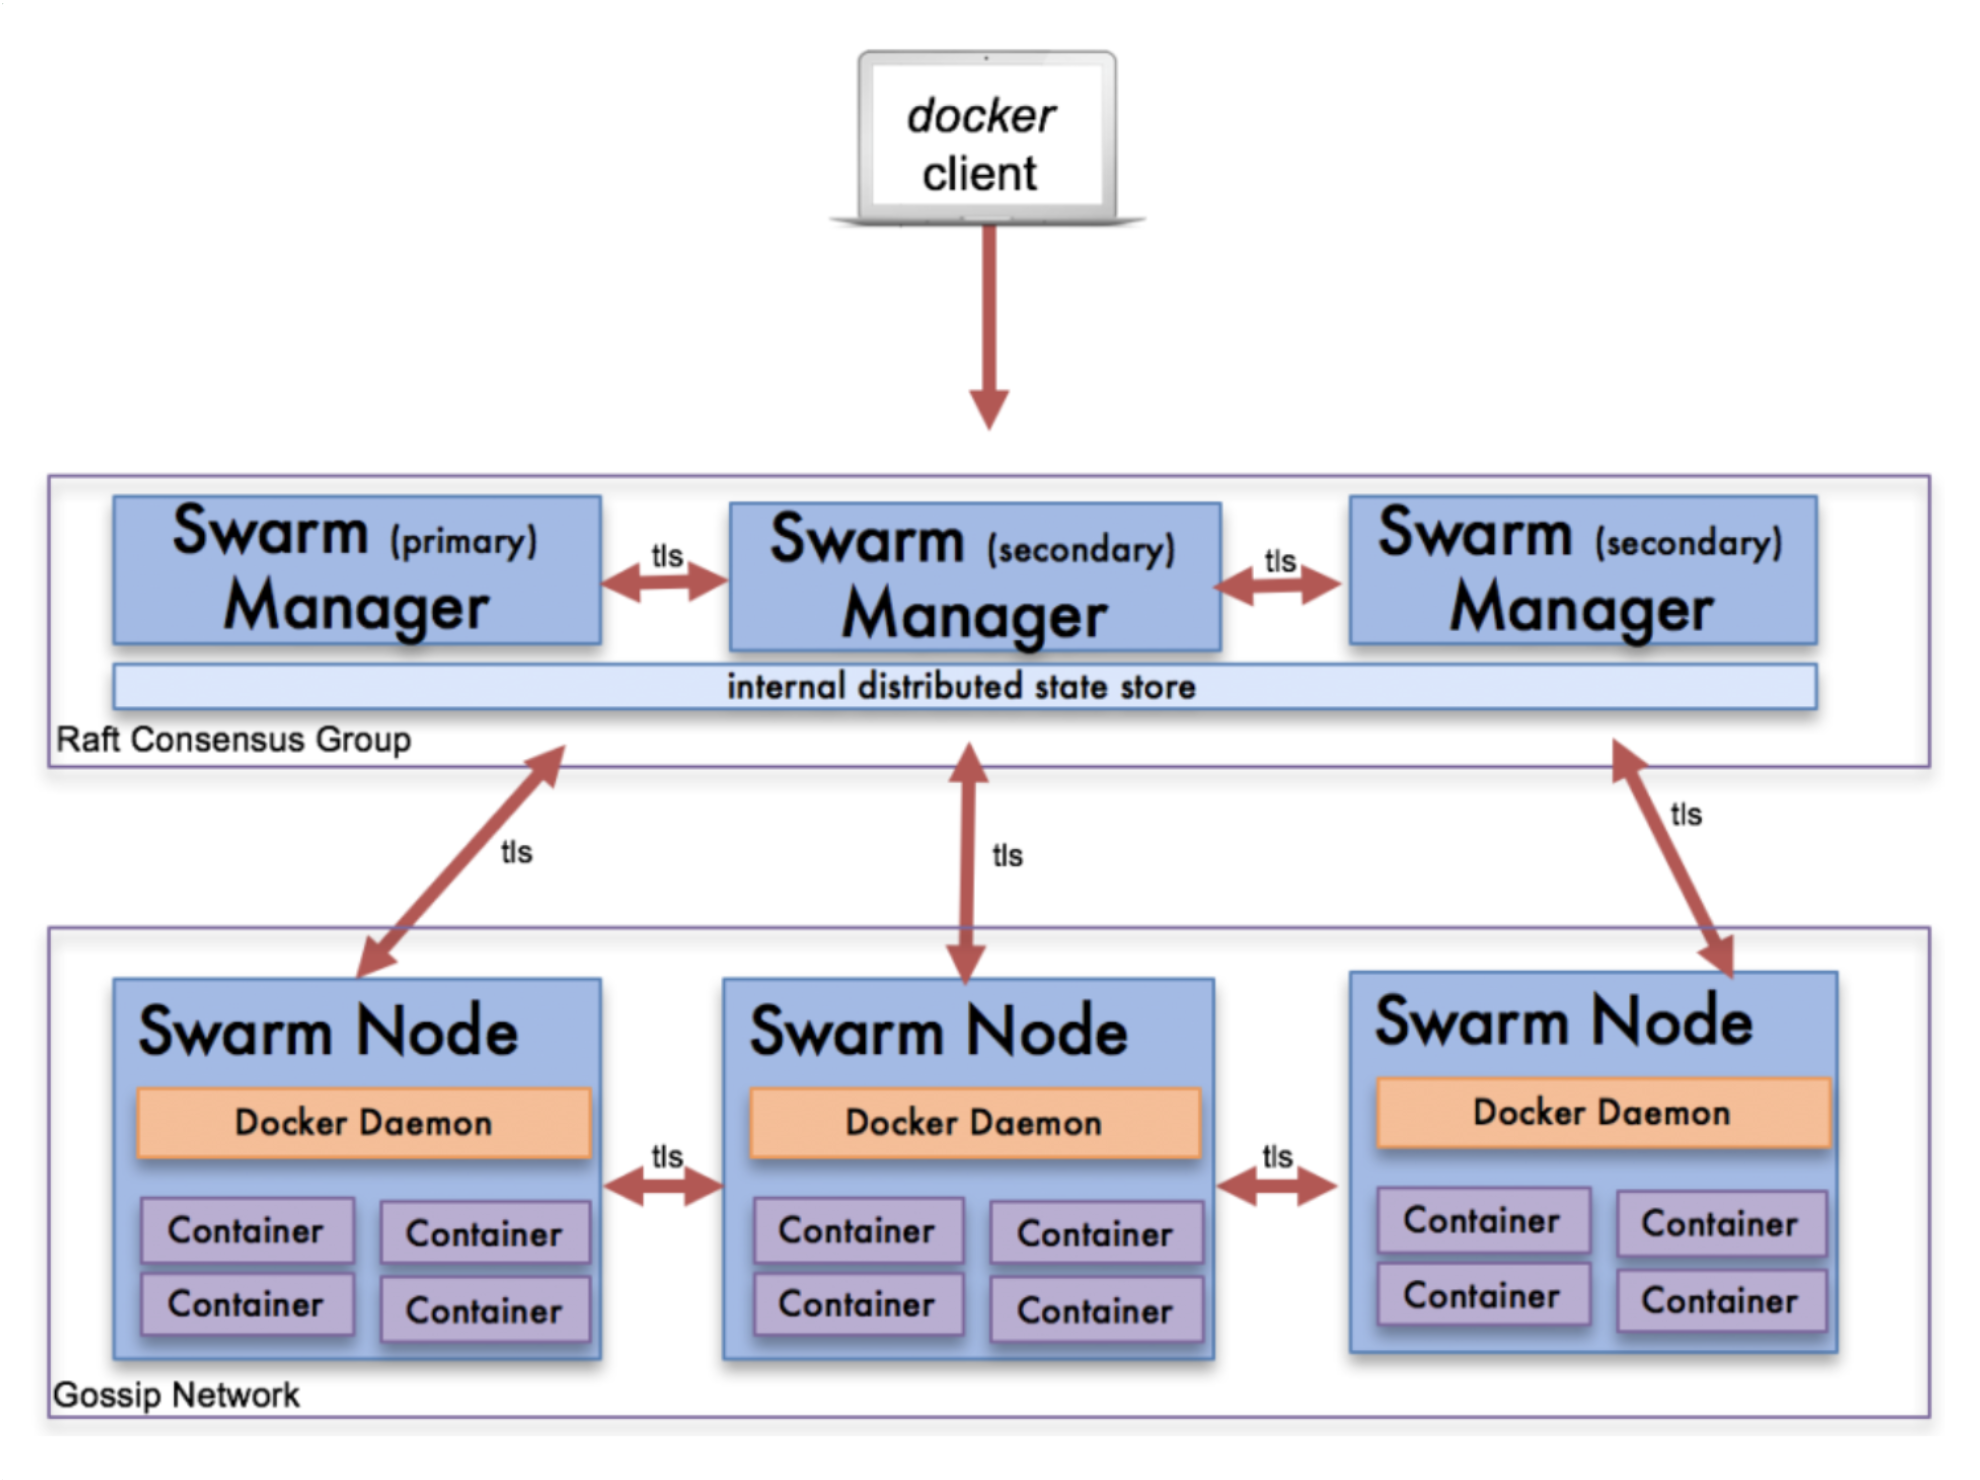 docker
client
Swarm (primary)
Manager
tls
Swarm (secondary)
Manager
tls
Swarm (secondary)
Manager
internal distributed state store
Raft Consensus Group
tls
tls
tls
Swarm Node
Docker Daemon
Container
Container
Container
Container
tls
Swarm Node
Docker Daemon
Container
Container
Container
Container
tls
Swarm Node
Docker Daemon
Container
Container
Container
Container
Gossip Network